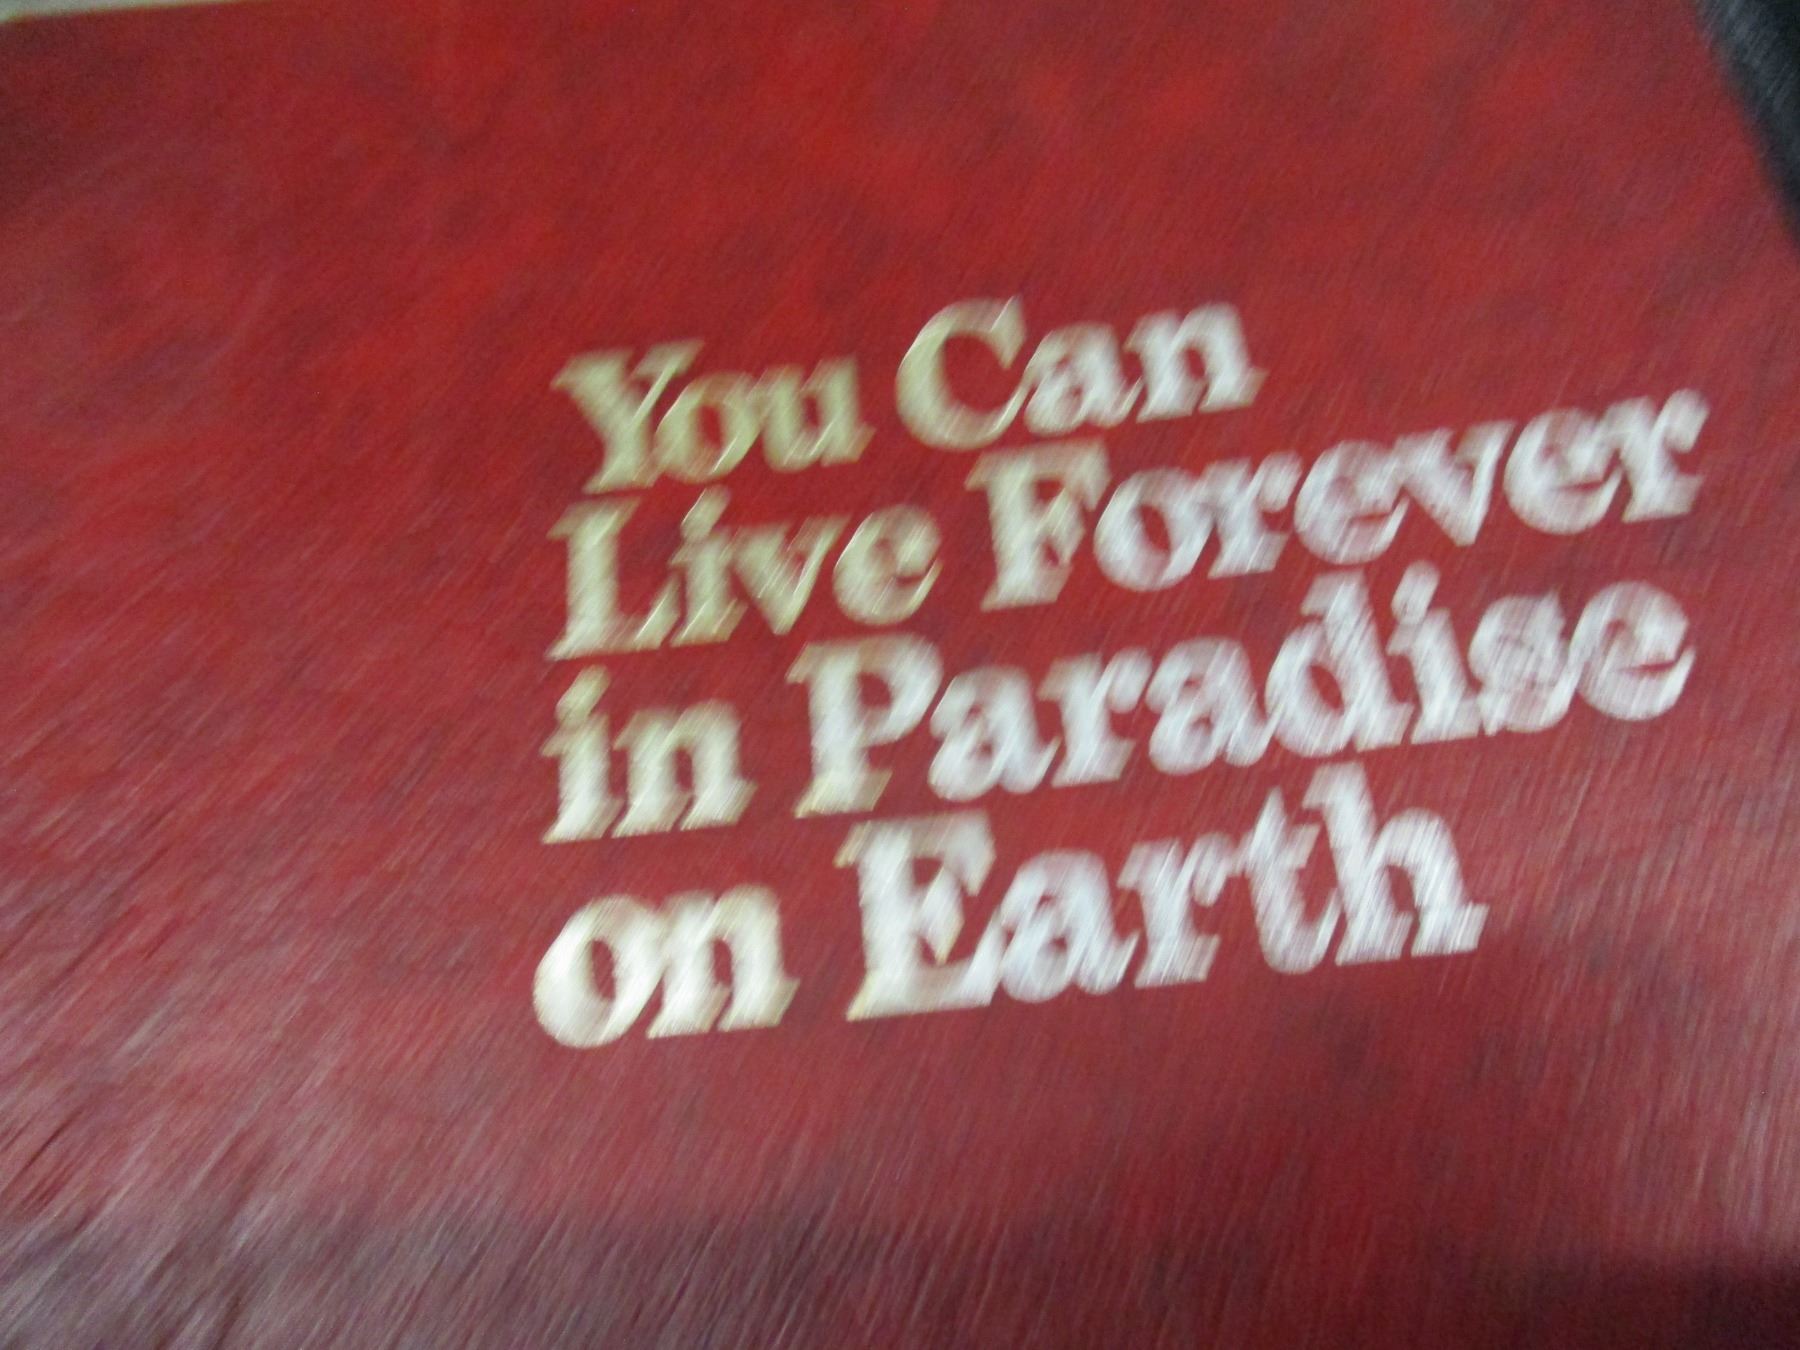 You Can
Live Forever
in Paradise
on Earth